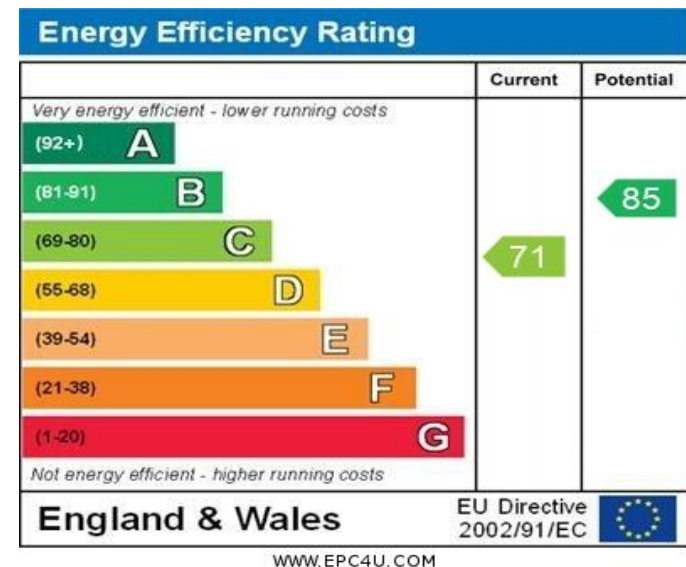 Energy Efficiency Rating
Current Potential
Very energy efficient - lower running costs
(92+) A
(81-91) B
85
(69-80) C
71
(55-68) D
(39-54) E
(21-38) F
(1-20) G
Not energy efficient - higher running costs
England & Wales
EU Directive
2002/91/EC
WWW.EPC4U.COM